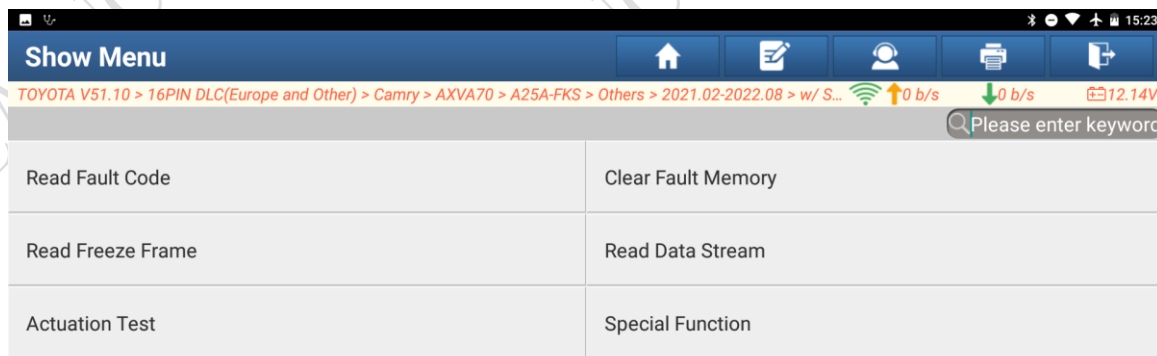 15:23
Show Menu
TOYOTA V51.10 > 16PIN DLC(Europe and Other) > Camry > AXVA70 > A25A-FKS > Others > 2021.02-2022.08 > w/ S... 0 b/s 0 b/s 12.14V
Please enter keyword
Read Fault Code Clear Fault Memory
Read Freeze Frame Read Data Stream
Actuation Test Special Function